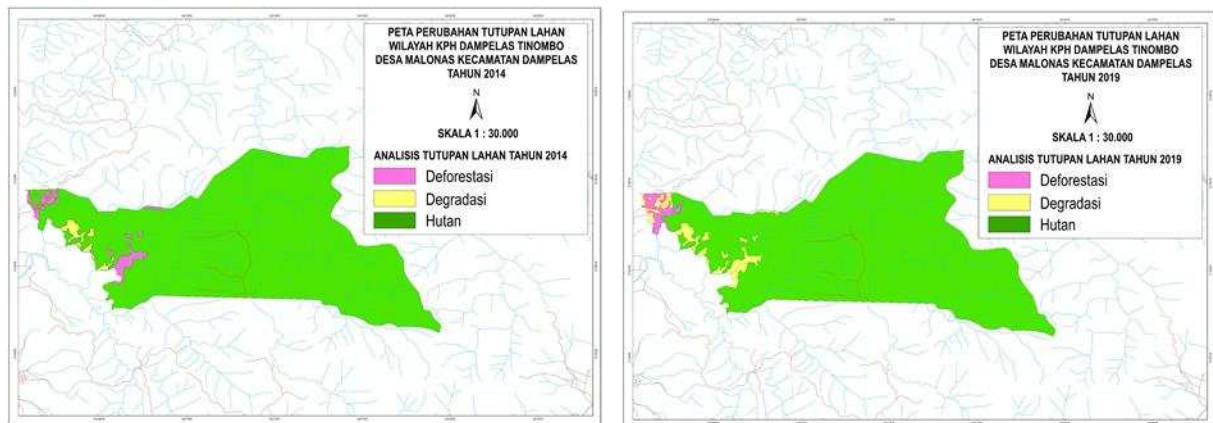 PETA PERUBAHAN TUTUPAN LAHAN
WILAYAH KPH DAMPELAS TINOMBO
DESA MALONAS KECAMATAN DAMPELAS
TAHUN 2014
N
SKALA 1 : 30.000
ANALISIS TUTUPAN LAHAN TAHUN 2014
Deforestasi
Degradasi
Hutan
PETA PERUBAHAN TUTUPAN LAHAN
WILAYAH KPH DAMPELAS TINOMBO
DESA MALONAS KECAMATAN DAMPELAS
TAHUN 2019
N
SKALA 1 : 30.000
ANALISIS TUTUPAN LAHAN TAHUN 2019
Deforestasi
Degradasi
Hutan